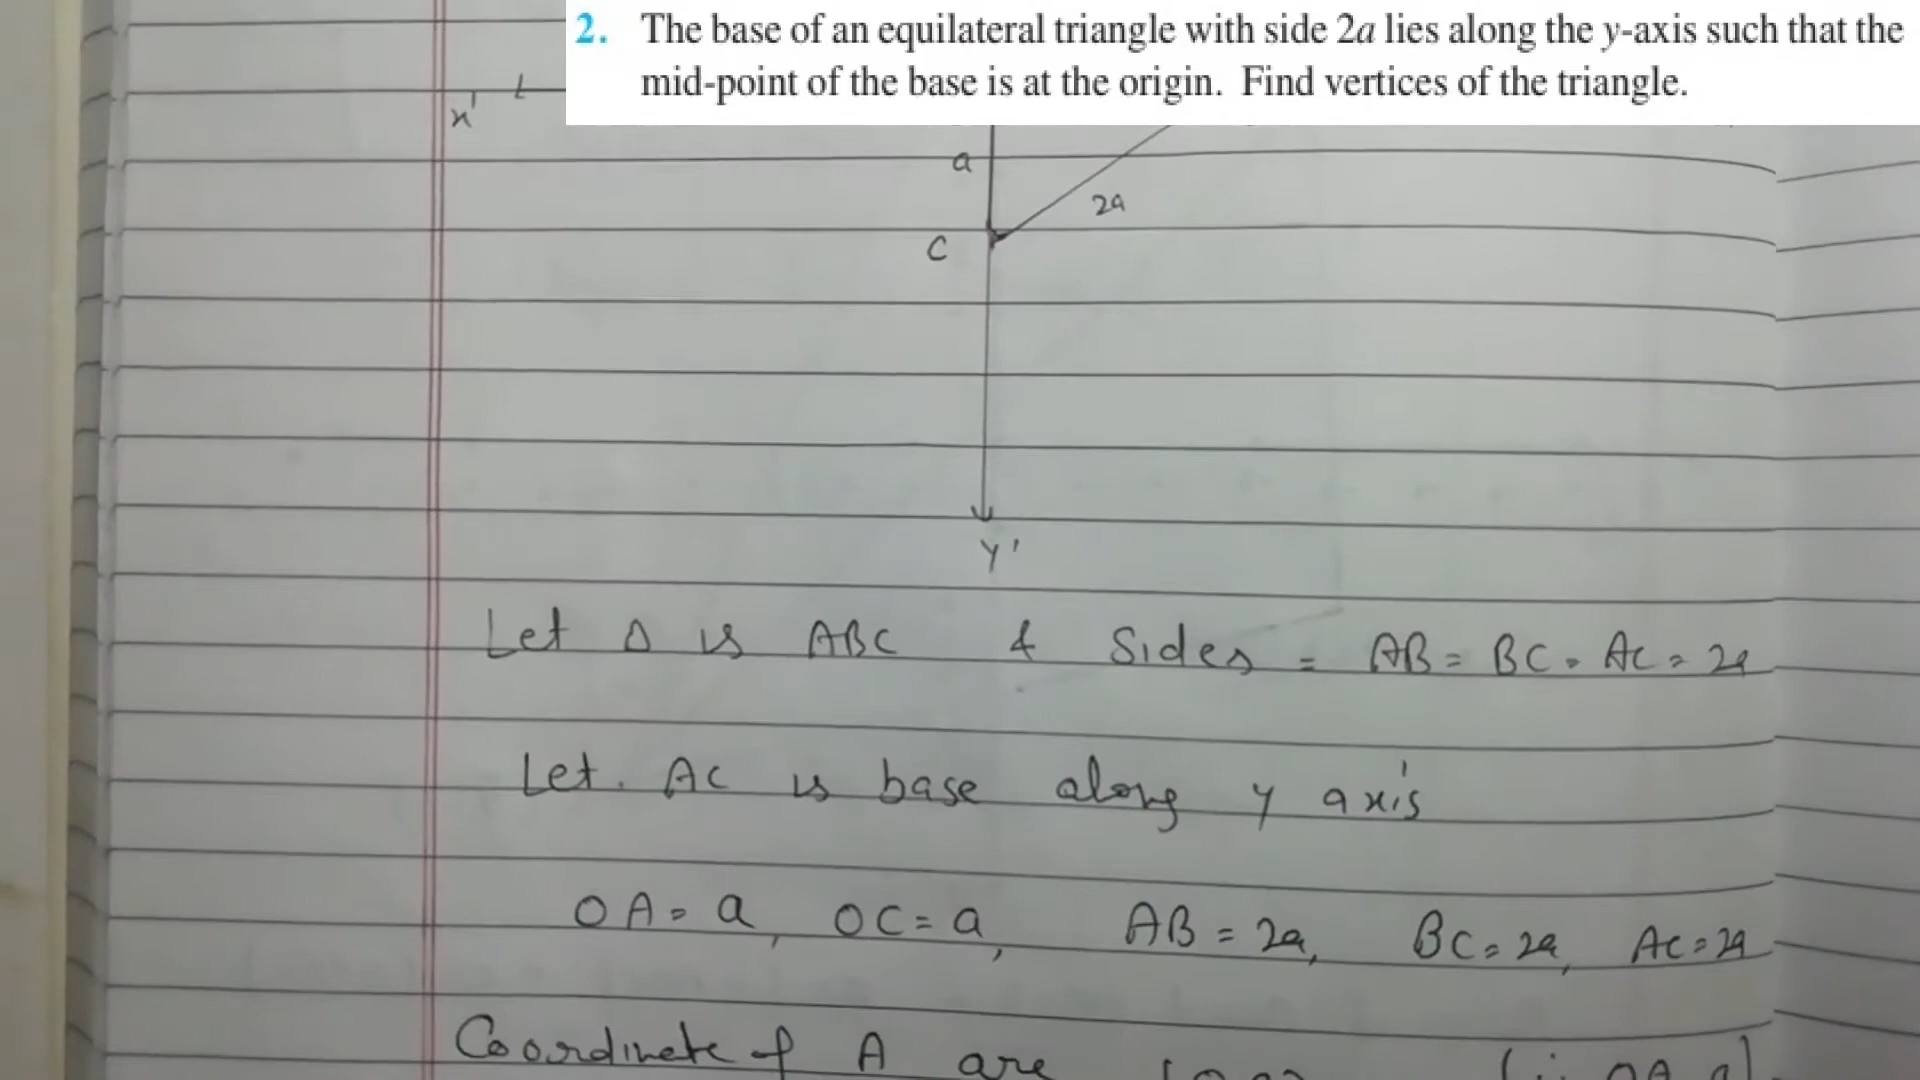 2. The base of an equilateral triangle with side 2a lies along the y-axis such that the
mid-point of the base is at the origin. Find vertices of the triangle.
x'
a
2a
C
Y'
Let Δ is ABC & Sides = AB = BC = AC = 2a
Let. AC is base along y axis
OA = a, OC = a, AB = 2a, BC = 2a, AC = 2a
Coordinate of A are